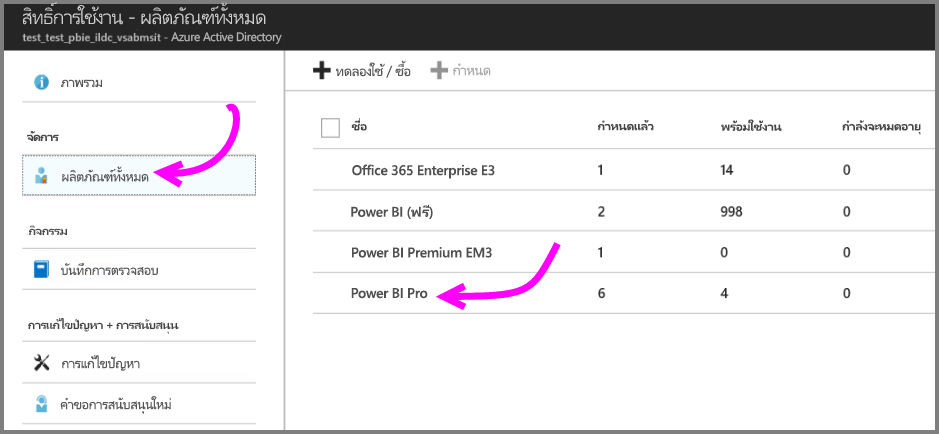 สิทธิ์การใช้งาน - ผลิตภัณฑ์ทั้งหมด
test_test_pbie_ildc_vsabmsit - Azure Active Directory
ภาพรวม
จัดการ
ผลิตภัณฑ์ทั้งหมด
กิจกรรม
บันทึกการตรวจสอบ
การแก้ไขปัญหา + การสนับสนุน
การแก้ไขปัญหา
คำขอการสนับสนุนใหม่
ทดลองใช้ / ซื้อ กำหนด
ชื่อ กำหนดแล้ว พร้อมใช้งาน กำลังจะหมดอายุ
Office 365 Enterprise E3 1 14 0
Power BI (ฟรี) 2 998 0
Power BI Premium EM3 1 0 0
Power BI Pro 6 4 0